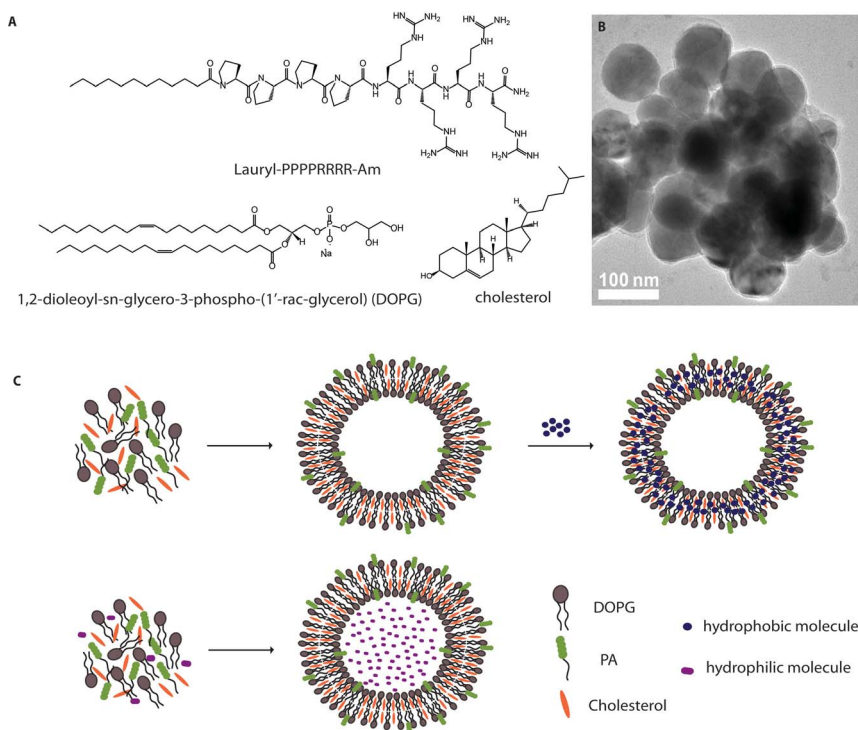 A
Lauryl-PPPPRRRR-Am
1,2-dioleoyl-sn-glycero-3-phospho-(1'-rac-glycerol) (DOPG)
cholesterol
B
100 nm
C
DOPG
PA
Cholesterol
hydrophobic molecule
hydrophilic molecule